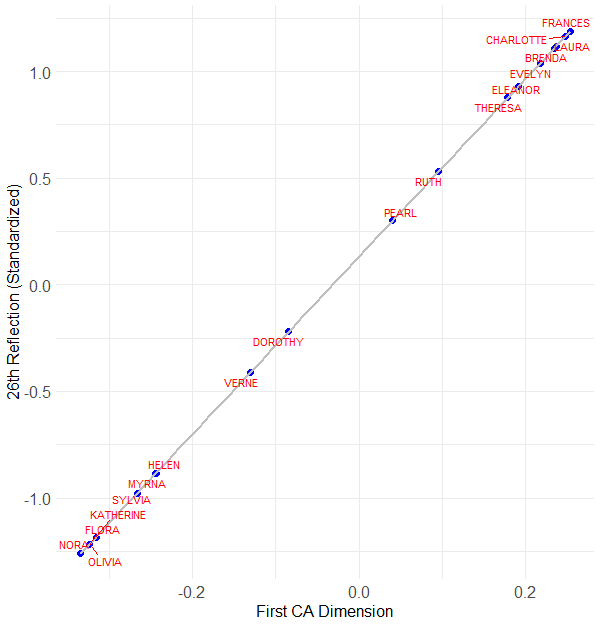 FRANCES
CHARLOTTE
AURA
BRENDA
EVELYN
ELEANOR
THERESA
RUTH
PEARL
DOROTHY
VERNE
HELEN
MYRNA
SYLVIA
KATHERINE
FLORA
NORA
OLIVIA
1.0
0.5
0.0
-0.5
-1.0
26th Reflection (Standardized)
-0.2 0.0 0.2
First CA Dimension